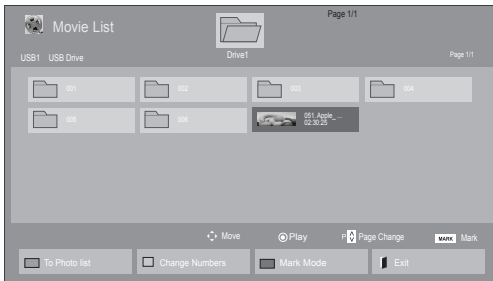 Movie List
Page 1/1
USB1 USB Drive
Drive1
Page 1/1
001
002
003
004
005
006
051. Apple_ ...
02:30:25
Move
Play
P Page Change
MARK Mark
To Photo list
Change Numbers
Mark Mode
Exit